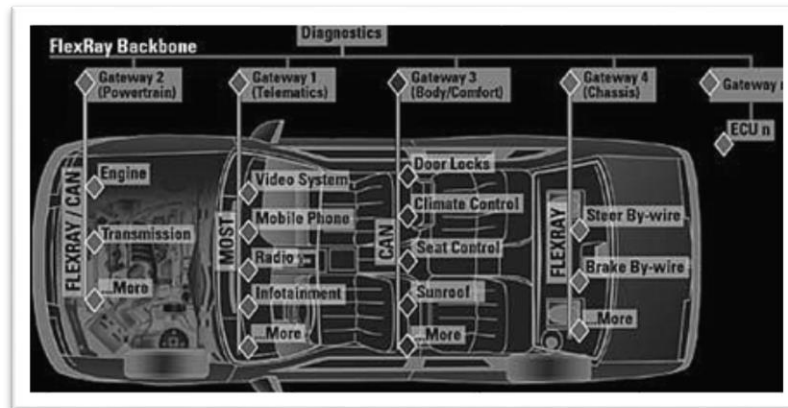 Diagnostics
FlexRay Backbone
Gateway 2
(Powertrain)
Gateway 1
(Telematics)
Gateway 3
(Body/Comfort)
Gateway 4
(Chassis)
Gateway n
ECU n
FLEXRAY / CAN
Engine
Transmission
...More
MOST
Video System
Mobile Phone
Radio
Infotainment
...More
CAN
Door Locks
Climate Control
Seat Control
Sunroof
...More
FLEXRAY
Steer By-wire
Brake By-wire
...More